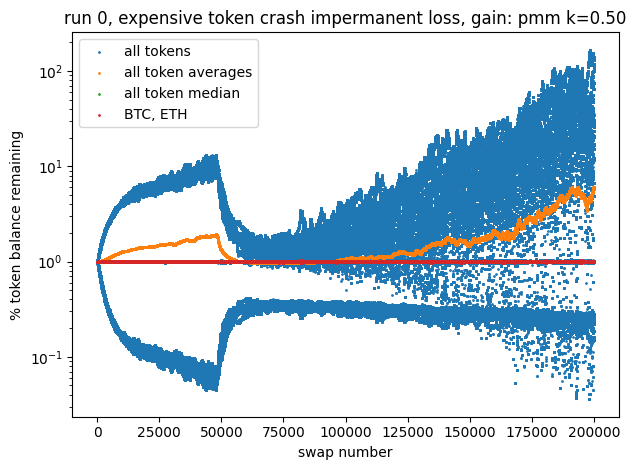 run 0, expensive token crash impermanent loss, gain: pmm k=0.50
all tokens
all token averages
all token median
BTC, ETH
% token balance remaining
10²
10¹
10⁰
10⁻¹
0 25000 50000 75000 100000 125000 150000 175000 200000
swap number